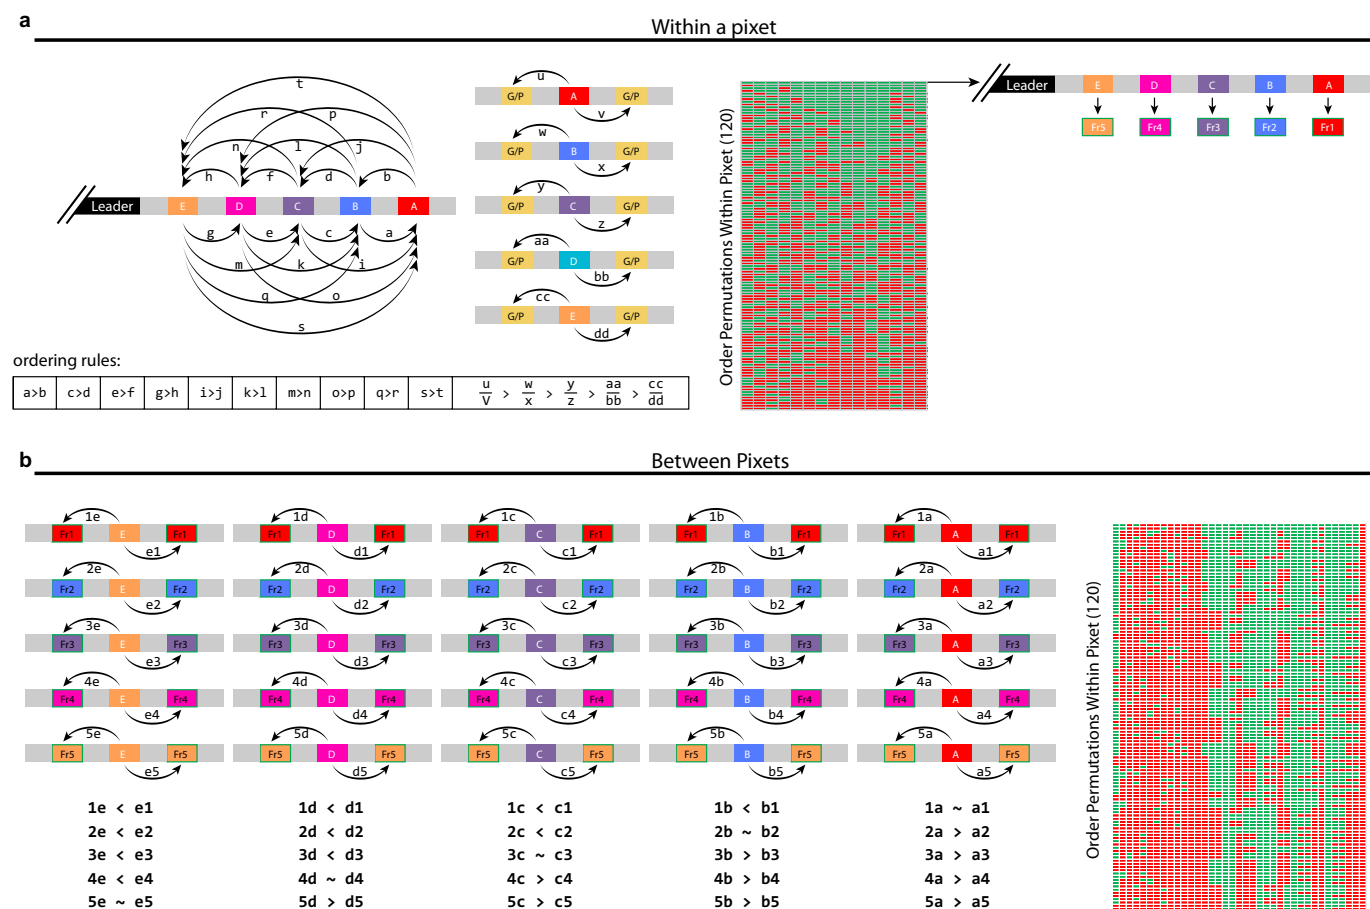 a
Within a pixet
t
r p
n l j
h f d b
Leader E D C B A
g e c a
m k i
q o
s
u
G/P A G/P
v
w
G/P B G/P
x
y
G/P C G/P
z
aa
G/P D G/P
bb
cc
G/P E G/P
dd
Order Permutations Within Pixet (120)
Leader E D C B A
Fr5 Fr4 Fr3 Fr2 Fr1
ordering rules:
a>b c>d e>f g>h i>j k>l m>n o>p q>r s>t u/V > w/x > y/z > aa/bb > cc/dd
b
Between Pixets
1e 1d 1c 1b 1a
Fr1 E Fr1 Fr1 D Fr1 Fr1 C Fr1 Fr1 B Fr1 Fr1 A Fr1
e1 d1 c1 b1 a1
2e 2d 2c 2b 2a
Fr2 E Fr2 Fr2 D Fr2 Fr2 C Fr2 Fr2 B Fr2 Fr2 A Fr2
e2 d2 c2 b2 a2
3e 3d 3c 3b 3a
Fr3 E Fr3 Fr3 D Fr3 Fr3 C Fr3 Fr3 B Fr3 Fr3 A Fr3
e3 d3 c3 b3 a3
4e 4d 4c 4b 4a
Fr4 E Fr4 Fr4 D Fr4 Fr4 C Fr4 Fr4 B Fr4 Fr4 A Fr4
e4 d4 c4 b4 a4
5e 5d 5c 5b 5a
Fr5 E Fr5 Fr5 D Fr5 Fr5 C Fr5 Fr5 B Fr5 Fr5 A Fr5
e5 d5 c5 b5 a5
1e < e1 1d < d1 1c < c1 1b < b1 1a ~ a1
2e < e2 2d < d2 2c < c2 2b ~ b2 2a > a2
3e < e3 3d < d3 3c ~ c3 3b > b3 3a > a3
4e < e4 4d ~ d4 4c > c4 4b > b4 4a > a4
5e ~ e5 5d > d5 5c > c5 5b > b5 5a > a5
Order Permutations Within Pixet (120)